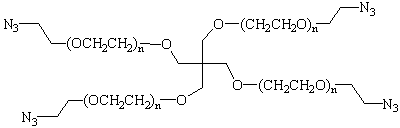 O(CH₂CH₂O)ₙ N₃
N₃ (OCH₂CH₂)ₙ O
N₃ (OCH₂CH₂)ₙ O O(CH₂CH₂O)ₙ N₃